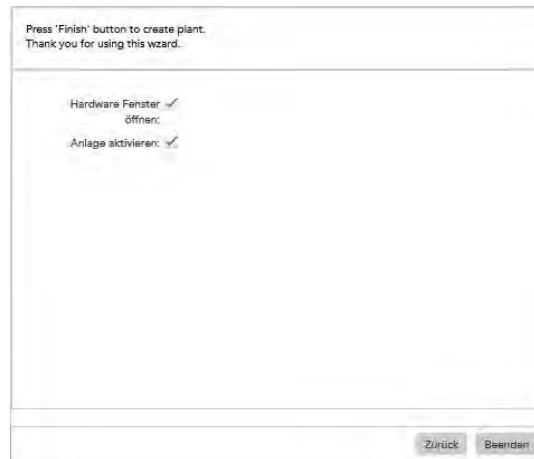 Press 'Finish' button to create plant.
Thank you for using this wzard.
Hardware Fenster
öffnen:
Anlage aktivieren:
Zurück Beenden